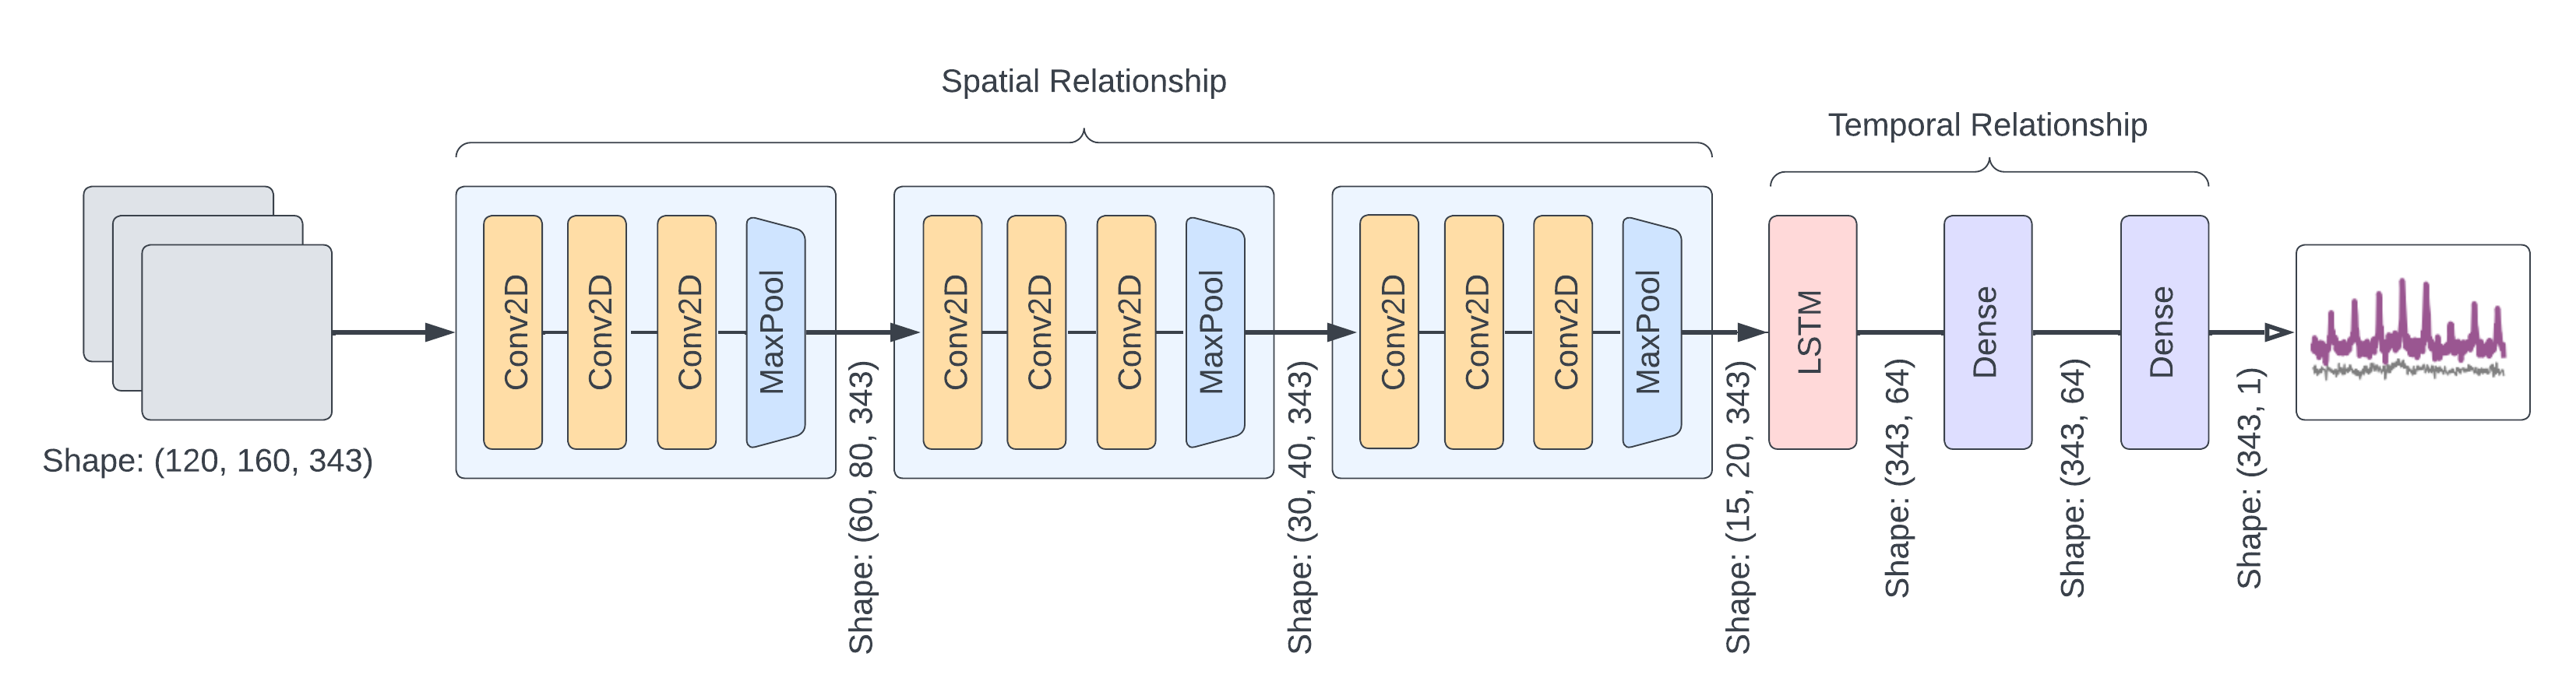 Spatial Relationship
Temporal Relationship
Shape: (120, 160, 343)
Conv2D
Conv2D
Conv2D
MaxPool
Shape: (60, 80, 343)
Conv2D
Conv2D
Conv2D
MaxPool
Shape: (30, 40, 343)
Conv2D
Conv2D
Conv2D
MaxPool
Shape: (15, 20, 343)
LSTM
Shape: (343, 64)
Dense
Shape: (343, 64)
Dense
Shape: (343, 1)